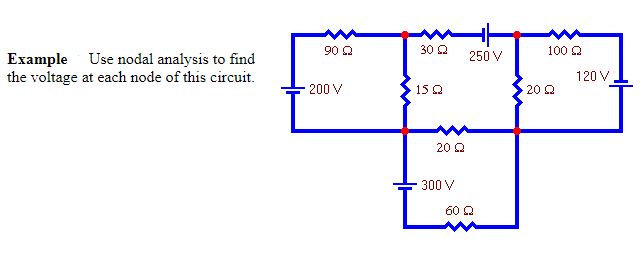 Example Use nodal analysis to find
the voltage at each node of this circuit.
90 Ω
30 Ω
250 V
100 Ω
120 V
200 V
15 Ω
20 Ω
20 Ω
300 V
60 Ω